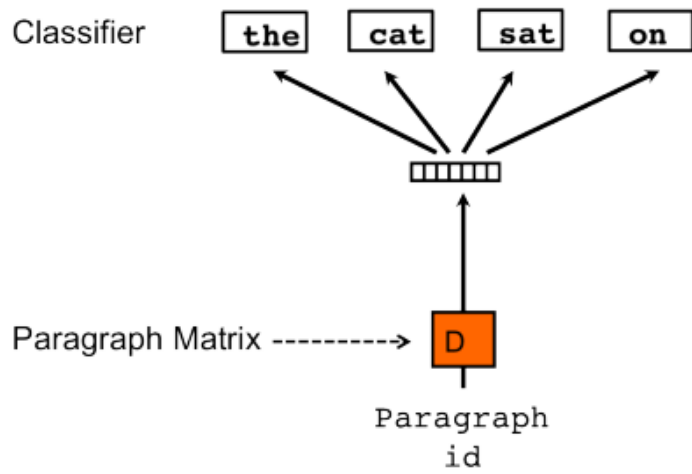 Classifier the cat sat on
Paragraph Matrix D
Paragraph
id